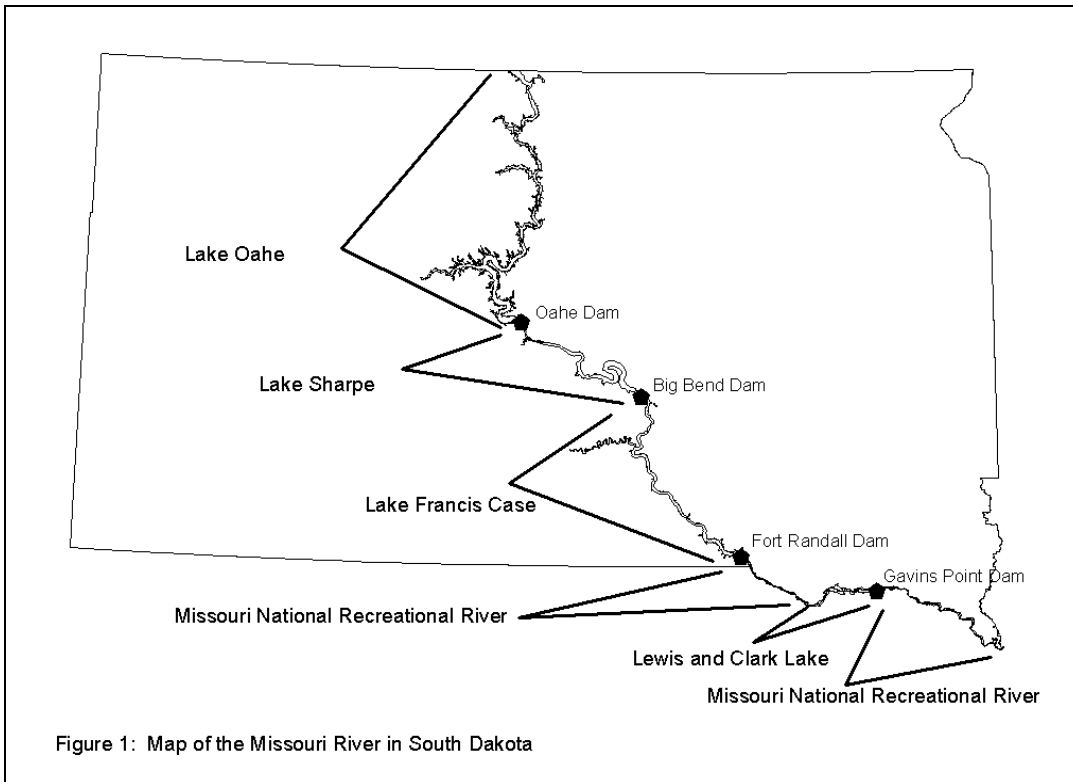 Lake Oahe
Oahe Dam
Lake Sharpe
Big Bend Dam
Lake Francis Case
Fort Randall Dam
Gavins Point Dam
Missouri National Recreational River
Lewis and Clark Lake
Missouri National Recreational River
Figure 1: Map of the Missouri River in South Dakota